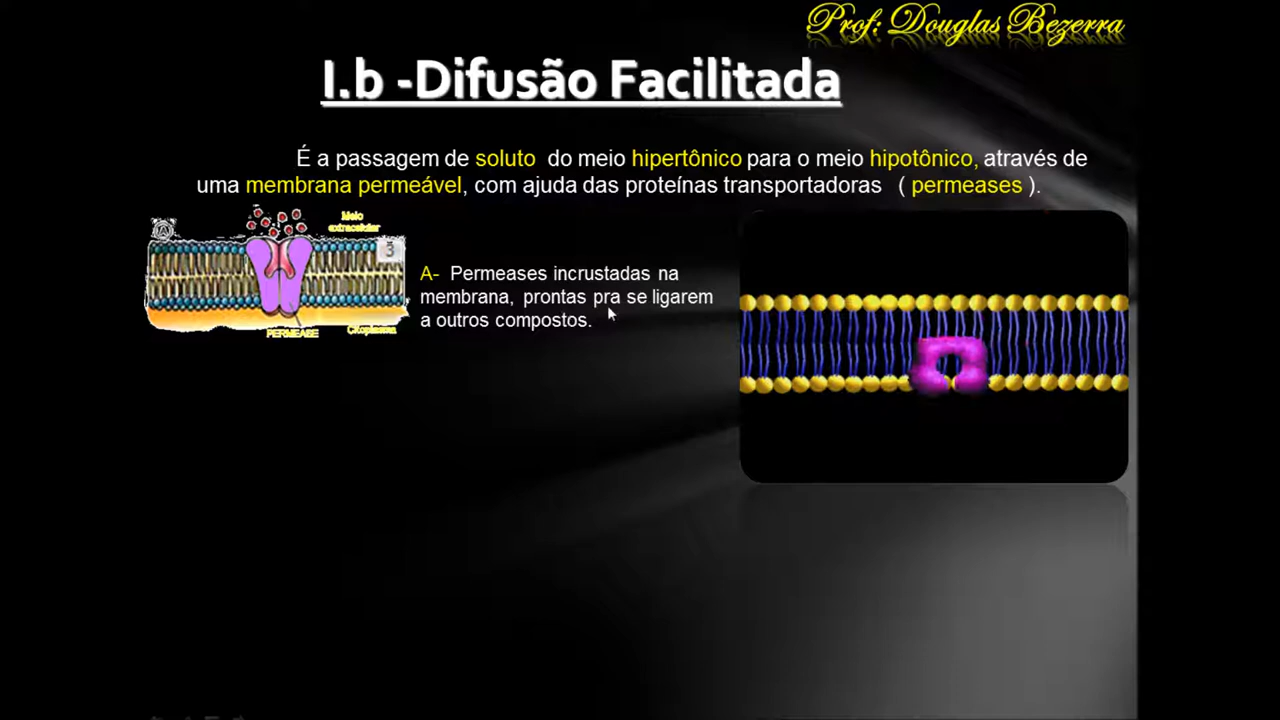 Prof: Douglas Bezerra
I.b -Difusão Facilitada
É a passagem de soluto do meio hipertônico para o meio hipotônico, através de
uma membrana permeável, com ajuda das proteínas transportadoras ( permeases ).
A
Meio
extracelular
3
A- Permeases incrustadas na
membrana, prontas pra se ligarem
a outros compostos.
Citoplasma
PERMEASE